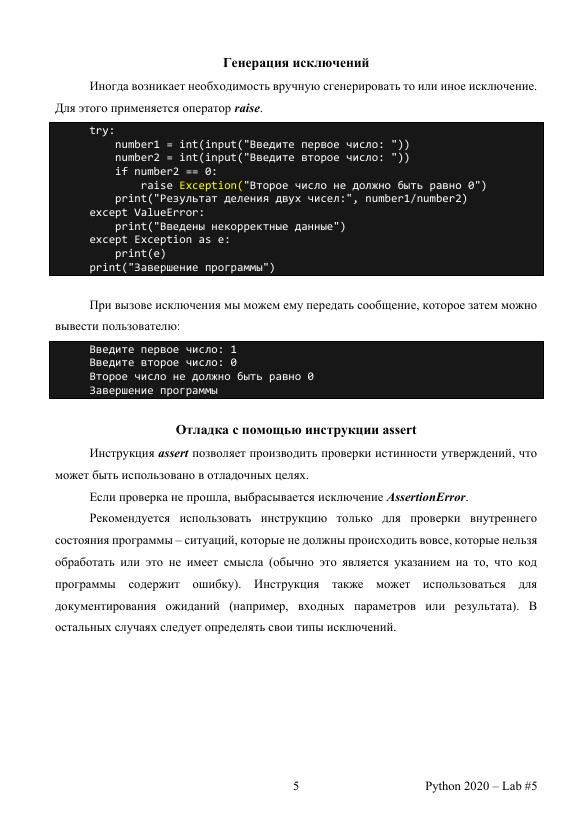 Генерация исключений
Иногда возникает необходимость вручную сгенерировать то или иное исключение.
Для этого применяется оператор raise.
try:
    number1 = int(input("Введите первое число: "))
    number2 = int(input("Введите второе число: "))
    if number2 == 0:
        raise Exception("Второе число не должно быть равно 0")
    print("Результат деления двух чисел:", number1/number2)
except ValueError:
    print("Введены некорректные данные")
except Exception as e:
    print(e)
print("Завершение программы")
При вызове исключения мы можем ему передать сообщение, которое затем можно
вывести пользователю:
Введите первое число: 1
Введите второе число: 0
Второе число не должно быть равно 0
Завершение программы
Отладка с помощью инструкции assert
Инструкция assert позволяет производить проверки истинности утверждений, что
может быть использовано в отладочных целях.
Если проверка не прошла, выбрасывается исключение AssertionError.
Рекомендуется использовать инструкцию только для проверки внутреннего
состояния программы – ситуаций, которые не должны происходить вовсе, которые нельзя
обработать или это не имеет смысла (обычно это является указанием на то, что код
программы содержит ошибку). Инструкция также может использоваться для
документирования ожиданий (например, входных параметров или результата). В
остальных случаях следует определять свои типы исключений.
5 Python 2020 – Lab #5